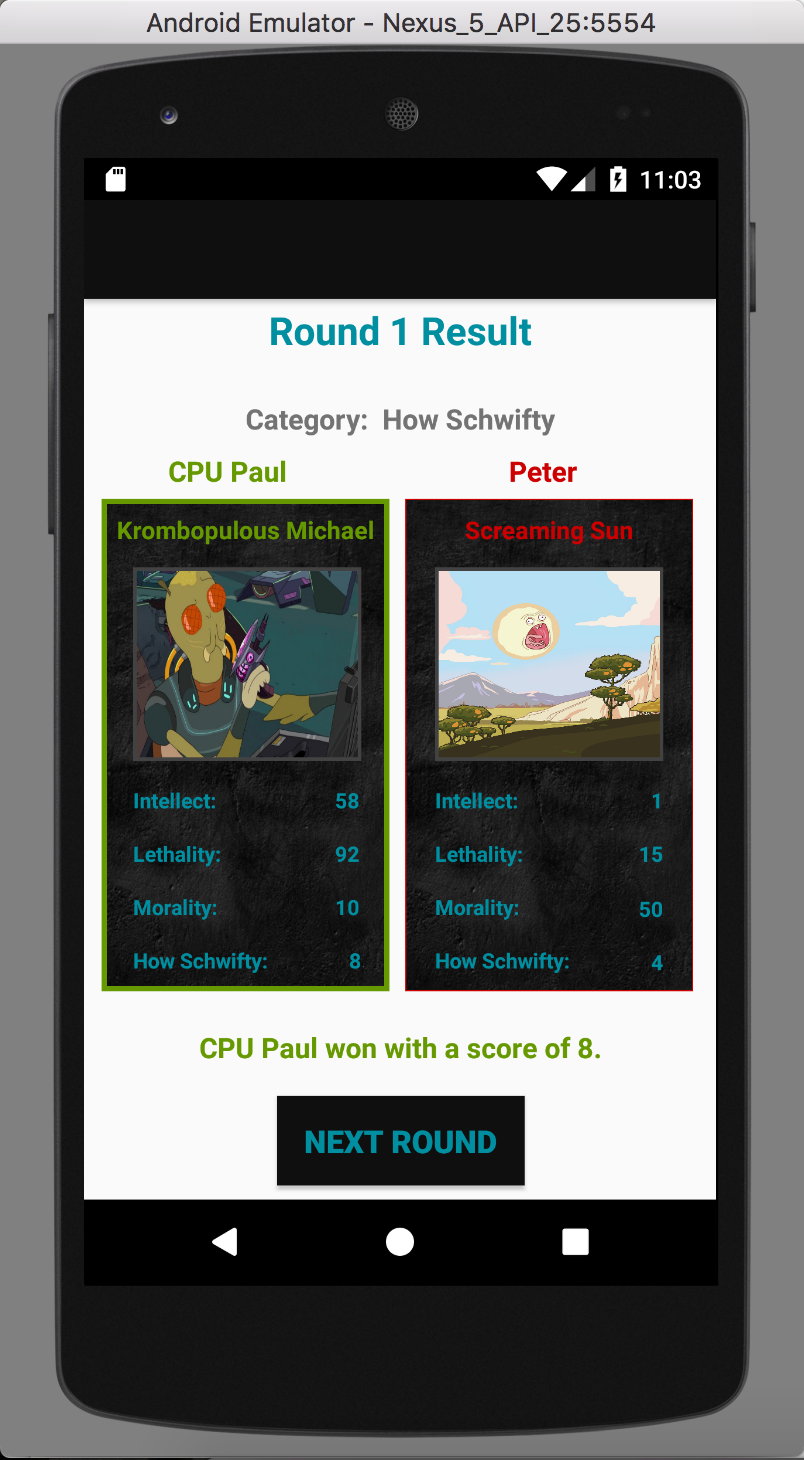 Android Emulator - Nexus_5_API_25:5554
11:03
Round 1 Result
Category: How Schwifty
CPU Paul
Peter
Krombopulous Michael
Intellect: 58
Lethality: 92
Morality: 10
How Schwifty: 8
Screaming Sun
Intellect: 1
Lethality: 15
Morality: 50
How Schwifty: 4
CPU Paul won with a score of 8.
NEXT ROUND